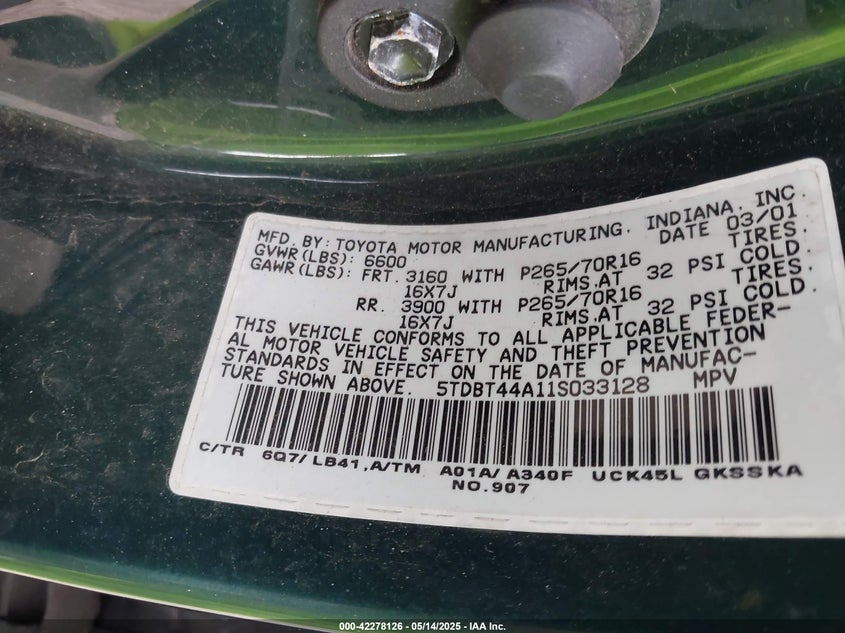 MFD. BY: TOYOTA MOTOR MANUFACTURING, INDIANA, INC.
GVWR(LBS): 6600 DATE 03/01
GAWR(LBS): FRT. 3160 WITH P265/70R16 TIRES,
16X7J RIMS,AT 32 PSI COLD.
RR. 3900 WITH P265/70R16 TIRES,
16X7J RIMS,AT 32 PSI COLD.
THIS VEHICLE CONFORMS TO ALL APPLICABLE FEDER-
AL MOTOR VEHICLE SAFETY AND THEFT PREVENTION
STANDARDS IN EFFECT ON THE DATE OF MANUFAC-
TURE SHOWN ABOVE. 5TDBT44A11S033128 MPV
C/TR 6Q7/LB41,A/TM A01A/A340F UCK45L GKSSKA
NO.907
000-42278126 - 05/14/2025 - IAA Inc.